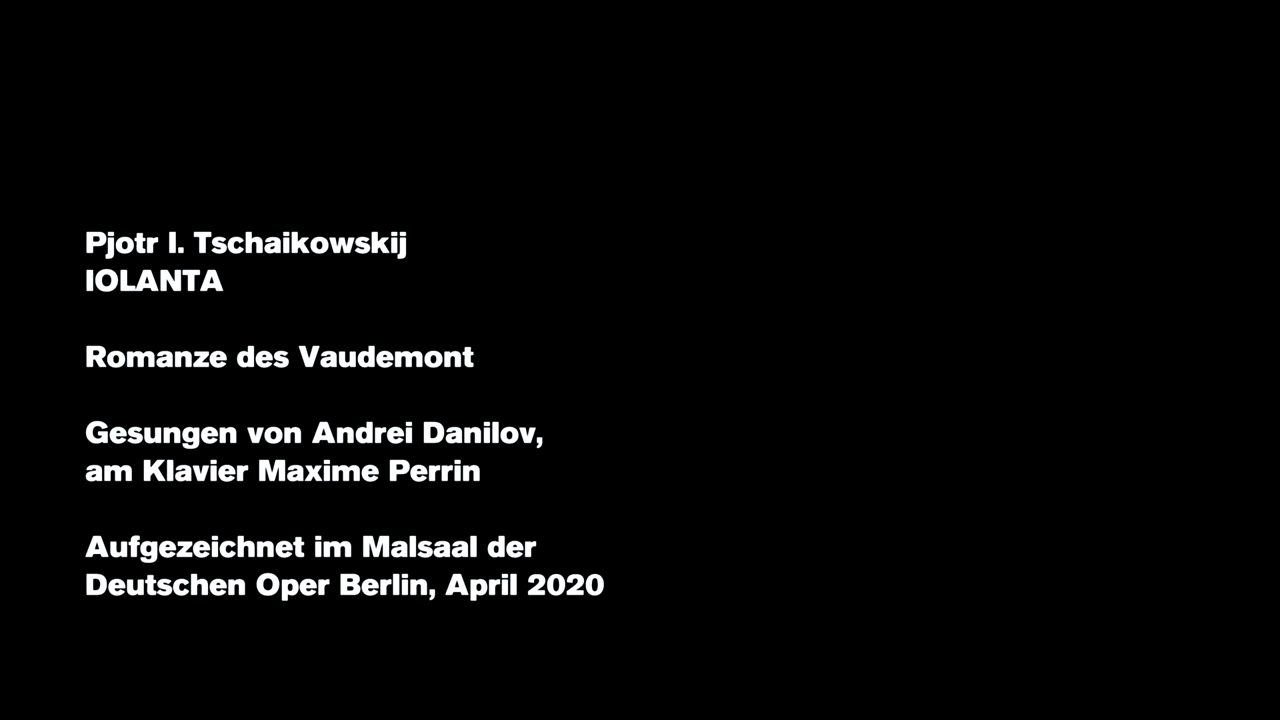 Pjotr I. Tschaikowskij
IOLANTA
Romanze des Vaudemont
Gesungen von Andrei Danilov,
am Klavier Maxime Perrin
Aufgezeichnet im Malsaal der
Deutschen Oper Berlin, April 2020